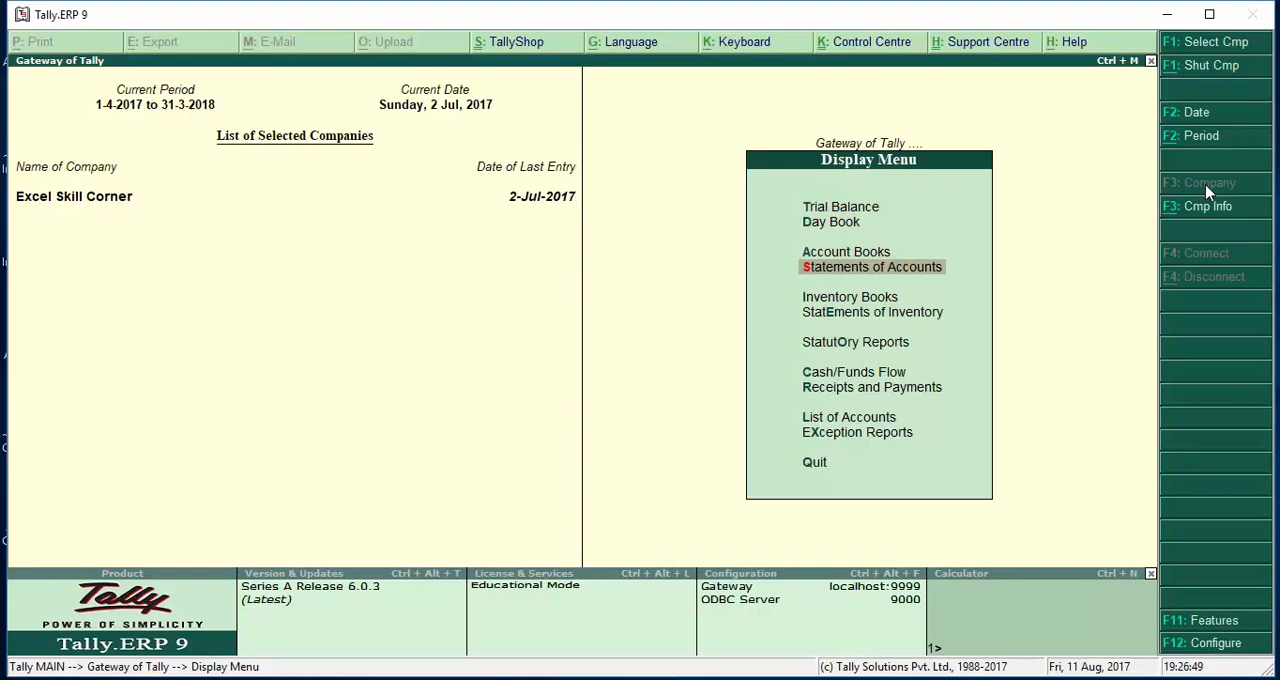 Tally.ERP 9
P: Print
E: Export
M: E-Mail
O: Upload
S: TallyShop
G: Language
K: Keyboard
K: Control Centre
H: Support Centre
H: Help
F1: Select Cmp
Gateway of Tally
Ctrl + M
F1: Shut Cmp
Current Period
Current Date
1-4-2017 to 31-3-2018
Sunday, 2 Jul, 2017
F2: Date
List of Selected Companies
F2: Period
Name of Company
Date of Last Entry
Excel Skill Corner
2-Jul-2017
F3: Company
F3: Cmp Info
F4: Connect
F4: Disconnect
Gateway of Tally ....
Display Menu
Trial Balance
Day Book
Account Books
Statements of Accounts
Inventory Books
StatEments of Inventory
StatutOry Reports
Cash/Funds Flow
Receipts and Payments
List of Accounts
EXception Reports
Quit
Product
Tally
POWER OF SIMPLICITY
Tally.ERP 9
Version & Updates
Ctrl + Alt + T
Series A Release 6.0.3
(Latest)
License & Services
Ctrl + Alt + L
Educational Mode
Configuration
Ctrl + Alt + F
Gateway
localhost:9999
ODBC Server
9000
Calculator
Ctrl + N
1>
F11: Features
F12: Configure
Tally MAIN --> Gateway of Tally --> Display Menu
(c) Tally Solutions Pvt. Ltd., 1988-2017
Fri, 11 Aug, 2017
19:26:49